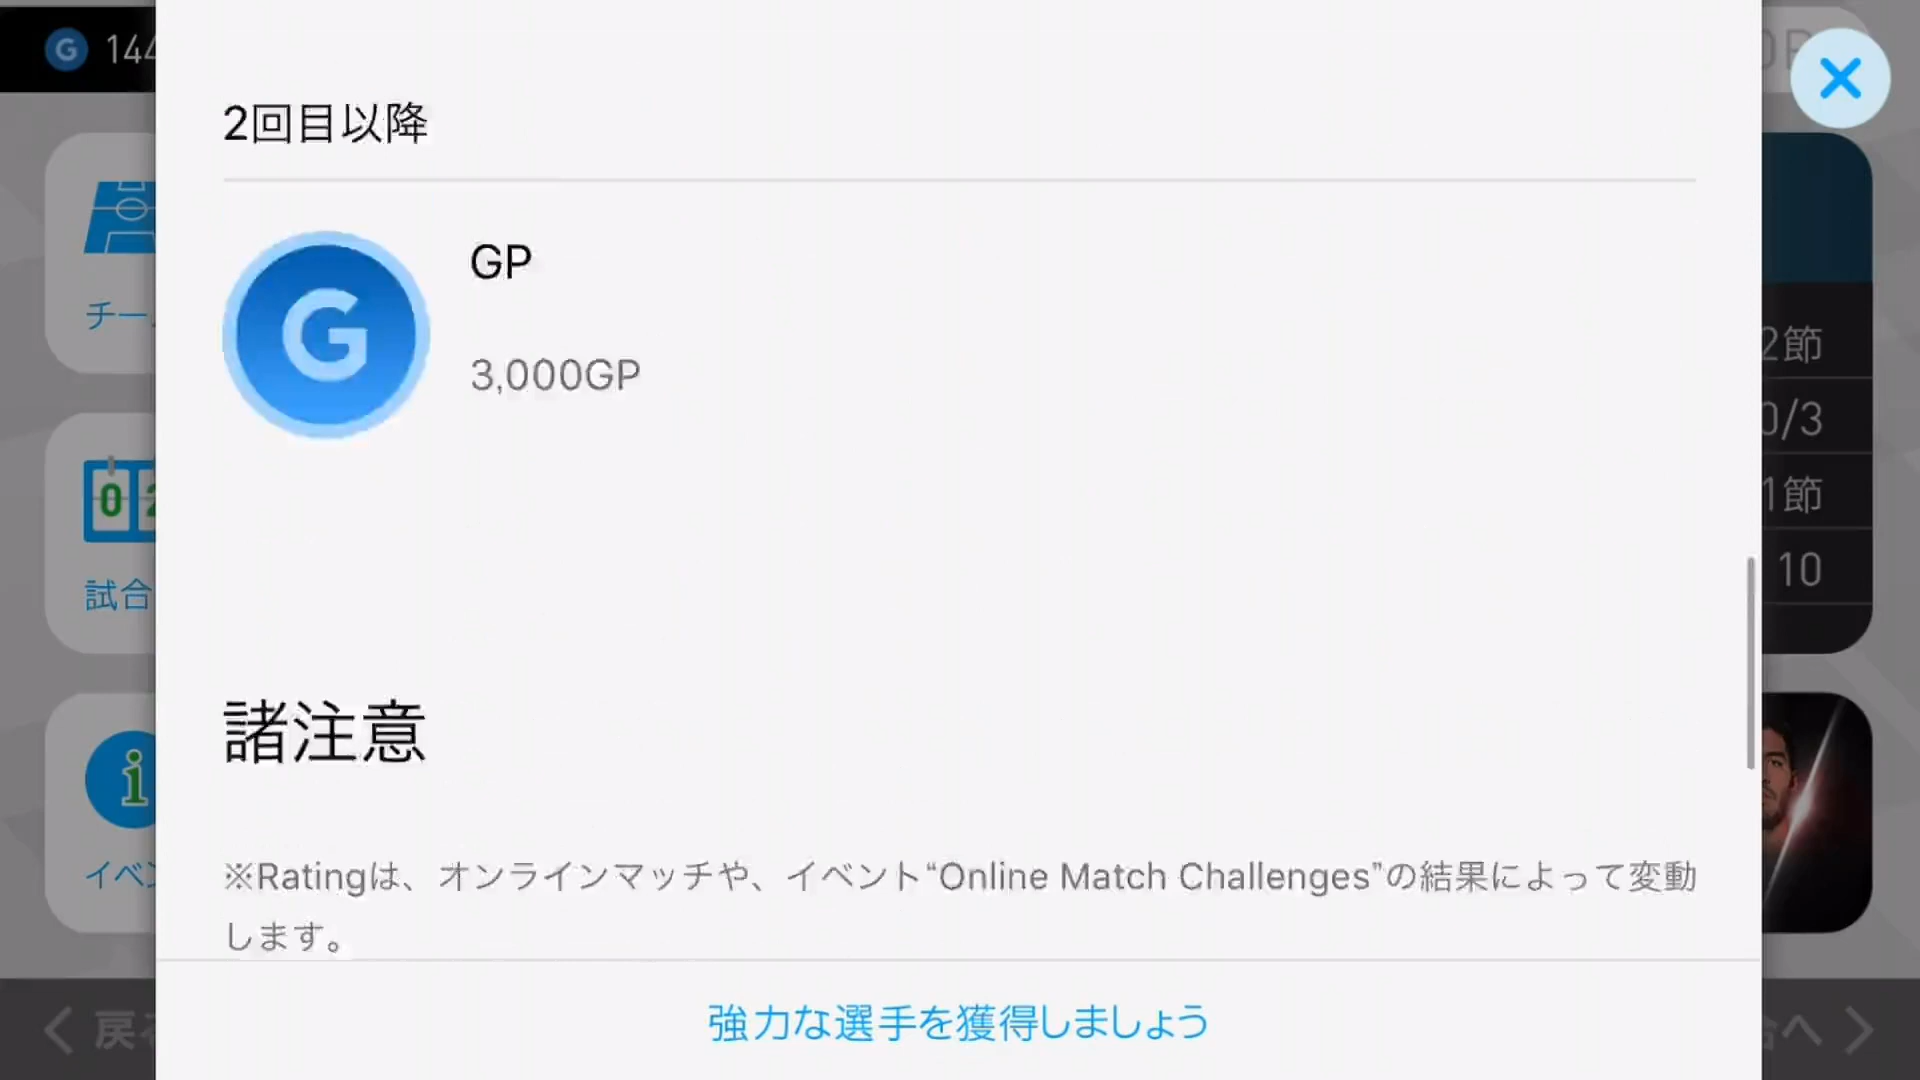 144
2回目以降
GP
3,000GP
チー
試合
イベ
2節
0/3
1節
10
諸注意
※Ratingは、オンラインマッチや、イベント“Online Match Challenges”の結果によって変動
します。
強力な選手を獲得しましょう
戻る